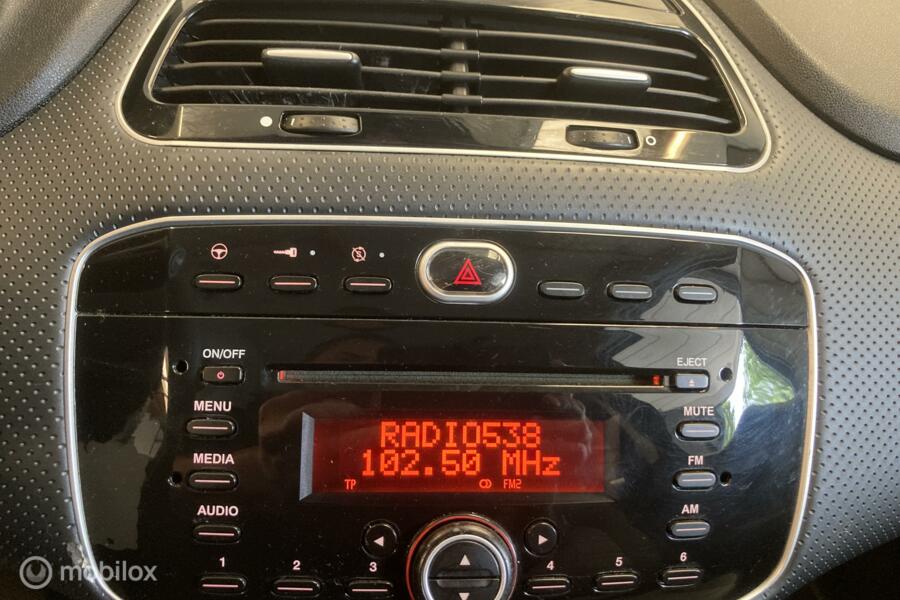 ON/OFF
EJECT
MENU
MUTE
RADIO538
MEDIA
102.50 MHz
FM
TP
FM2
AUDIO
AM
1
2
3
4
5
6
mobilox